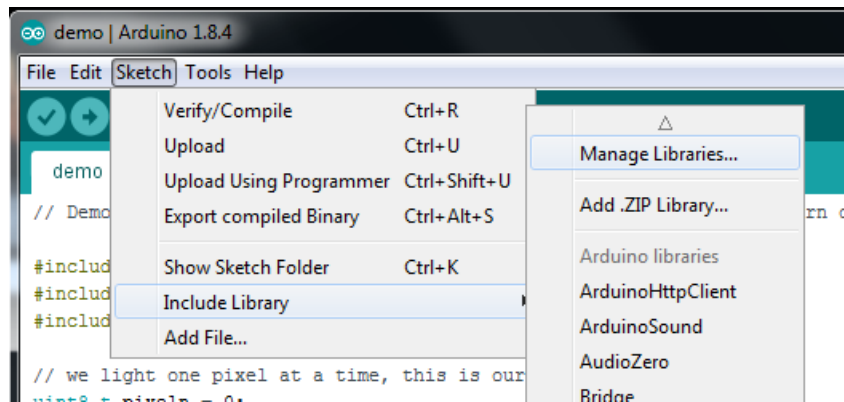 demo | Arduino 1.8.4
File Edit Sketch Tools Help
Verify/Compile Ctrl+R
Upload Ctrl+U
Upload Using Programmer Ctrl+Shift+U
Export compiled Binary Ctrl+Alt+S
Show Sketch Folder Ctrl+K
Include Library
Add File...
Manage Libraries...
Add .ZIP Library...
Arduino libraries
ArduinoHttpClient
ArduinoSound
AudioZero
Bridge
demo
// Demo
#includ
#includ
#includ
// we light one pixel at a time, this is our
uint8_t pixeln = 0;